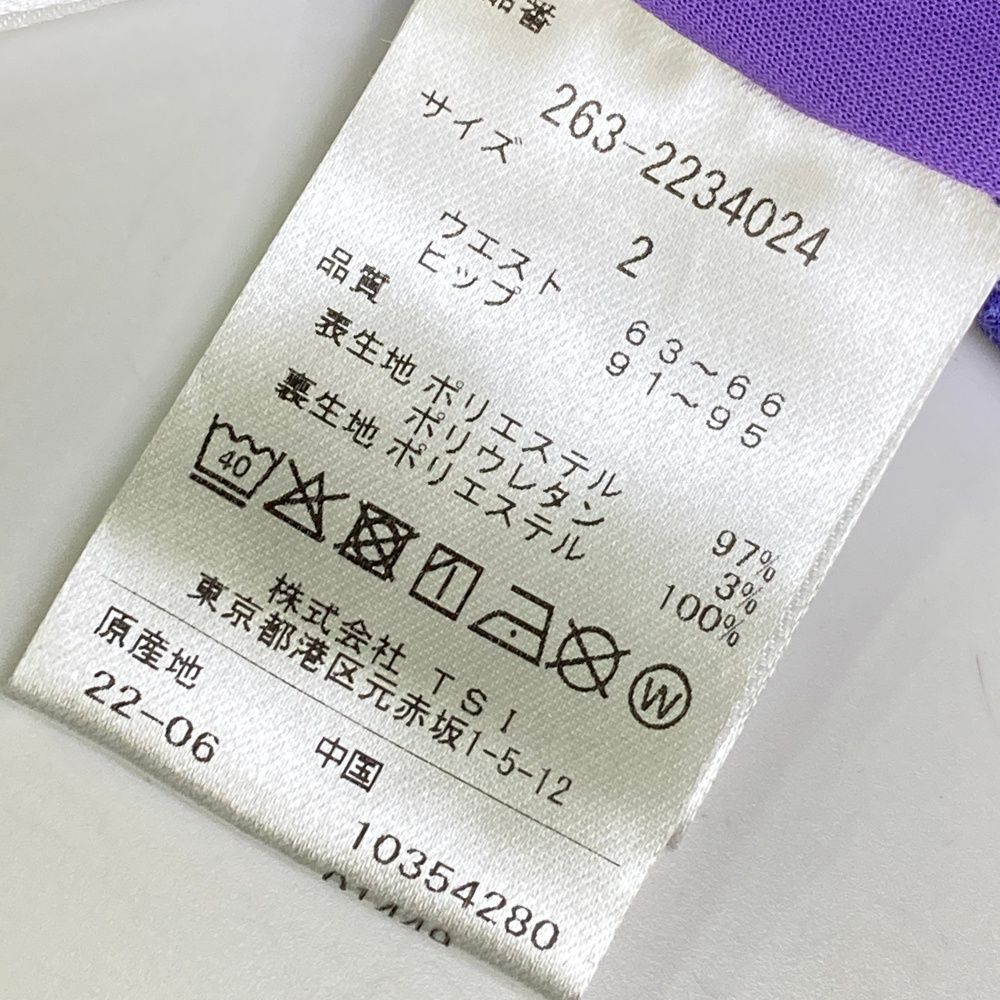 品番
263-2234024
サイズ 2
ウエスト 63～66
ヒップ 91～95
品質
表生地 ポリエステル 97%
ポリウレタン 3%
裏生地 ポリエステル 100%
40 W
株式会社 TSI
東京都港区元赤坂1-5-12
原産地 中国
22-06 10354280